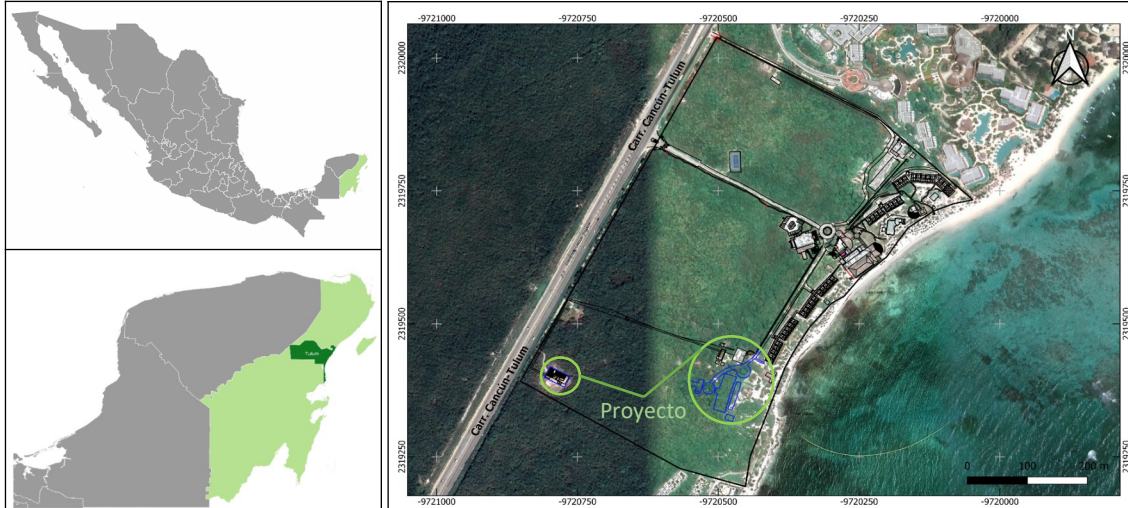 Tulum
-9721000 -9720750 -9720500 -9720250 -9720000
N
2320000 2320000
Carr. Cancún-Tulum
2319750 2319750
2319500 2319500
Carr. Cancún-Tulum
Proyecto
2319250 2319250
0 100 200 m
-9721000 -9720750 -9720500 -9720250 -9720000